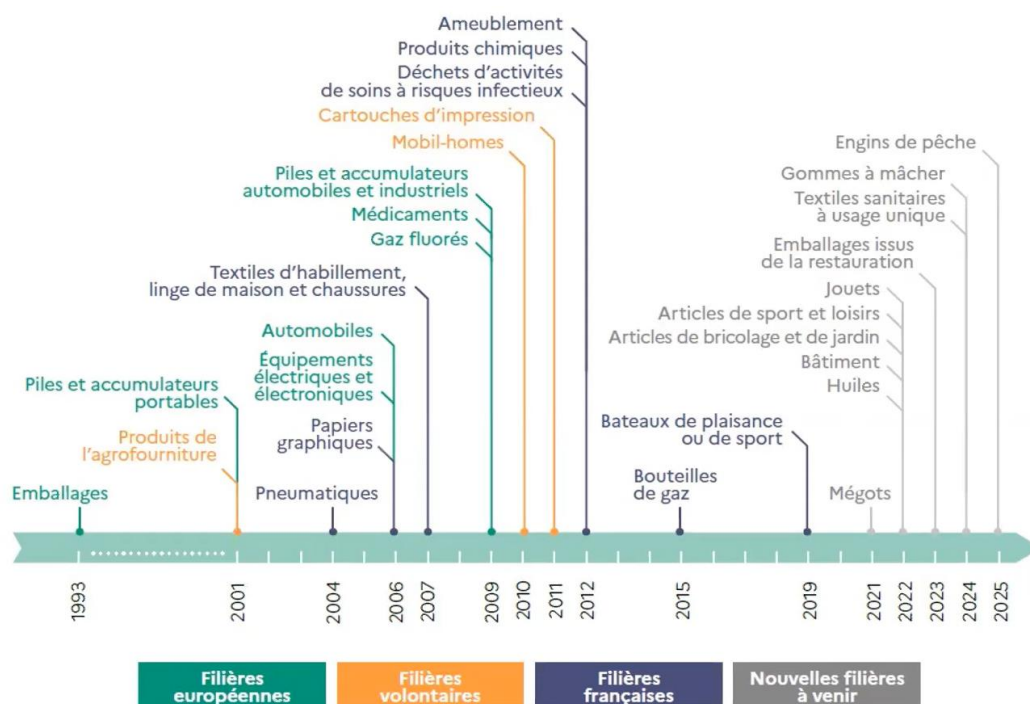 Ameublement
Produits chimiques
Déchets d'activités
de soins à risques infectieux
Cartouches d'impression
Mobil-homes
Piles et accumulateurs
automobiles et industriels
Médicaments
Gaz fluorés
Textiles d'habillement,
linge de maison et chaussures
Automobiles
Équipements
électriques et
électroniques
Piles et accumulateurs
portables
Papiers
graphiques
Produits de
l'agrofourniture
Emballages
Pneumatiques
Bateaux de plaisance
ou de sport
Bouteilles
de gaz
Engins de pêche
Gommes à mâcher
Textiles sanitaires
à usage unique
Emballages issus
de la restauration
Jouets
Articles de sport et loisirs
Articles de bricolage et de jardin
Bâtiment
Huiles
Mégots
1993
2001
2004
2006
2007
2009
2010
2011
2012
2015
2019
2021
2022
2023
2024
2025
Filières
européennes
Filières
volontaires
Filières
françaises
Nouvelles filières
à venir